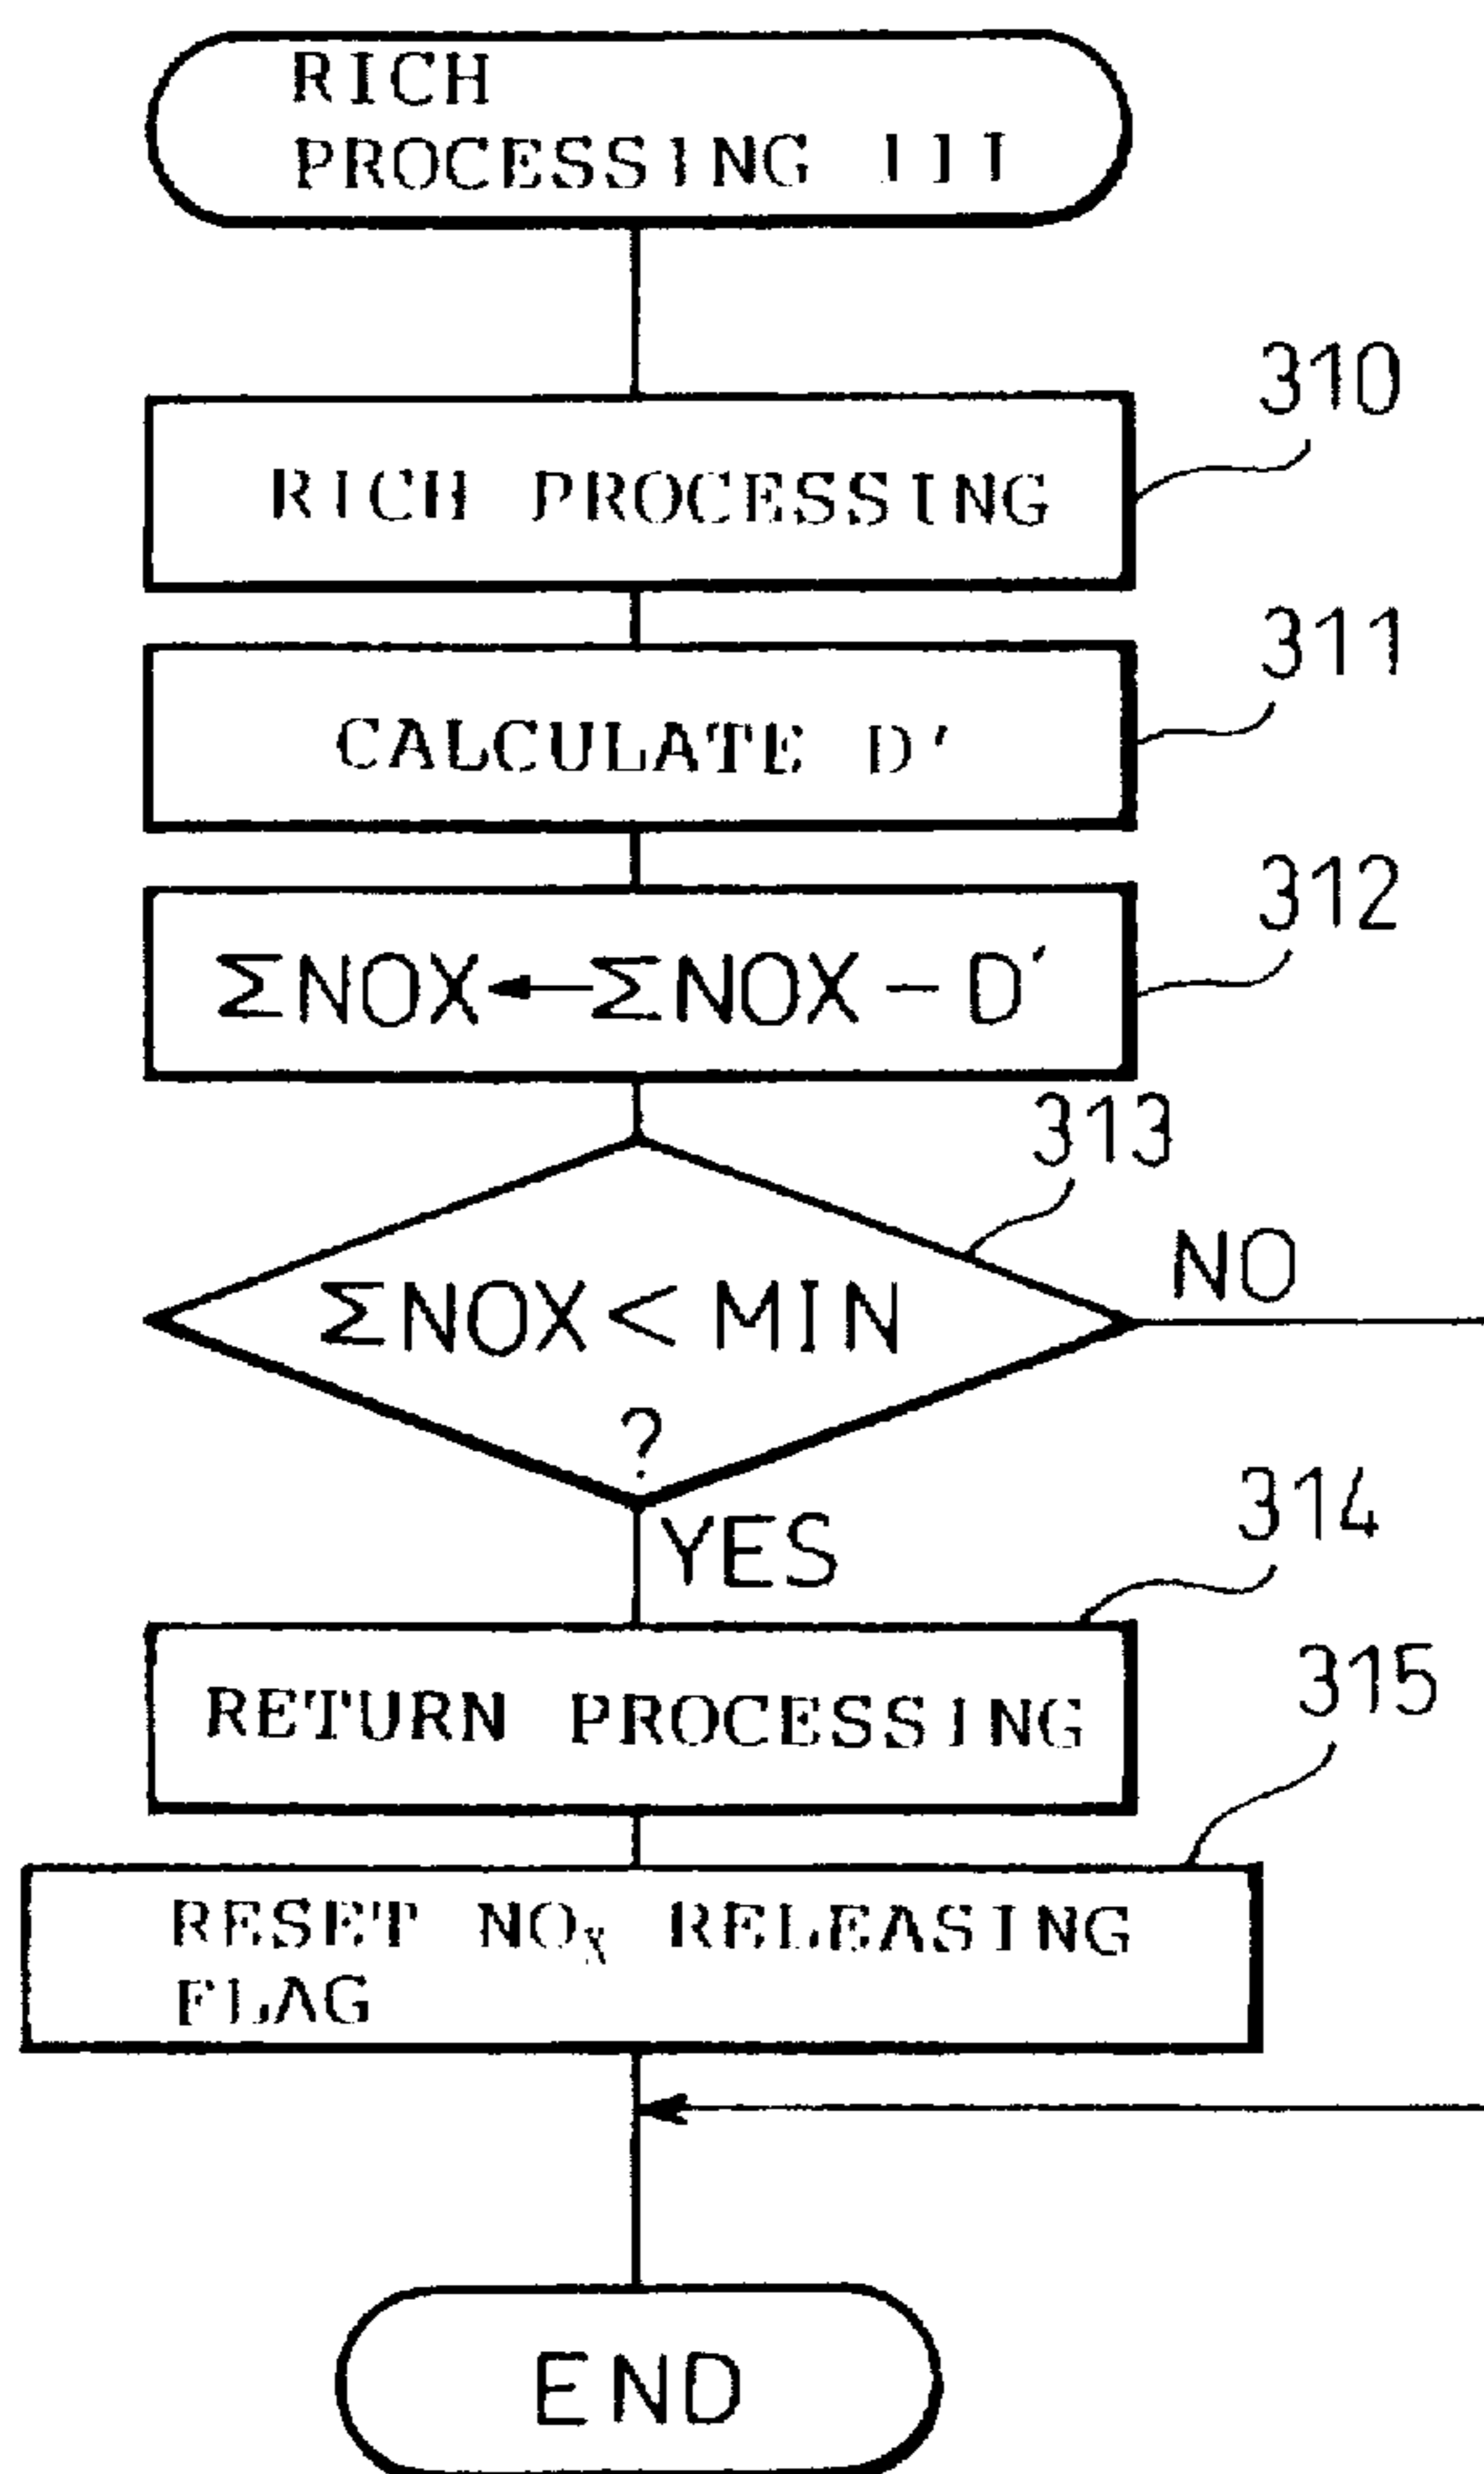 RICH
PROCESSING III
310
RICH PROCESSING
311
CALCULATE D′
312
ΣNOX←ΣNOX − D′
313
ΣNOX < MIN
?
NO
YES
314
RETURN PROCESSING
315
RESET NOx RELEASING
FLAG
END